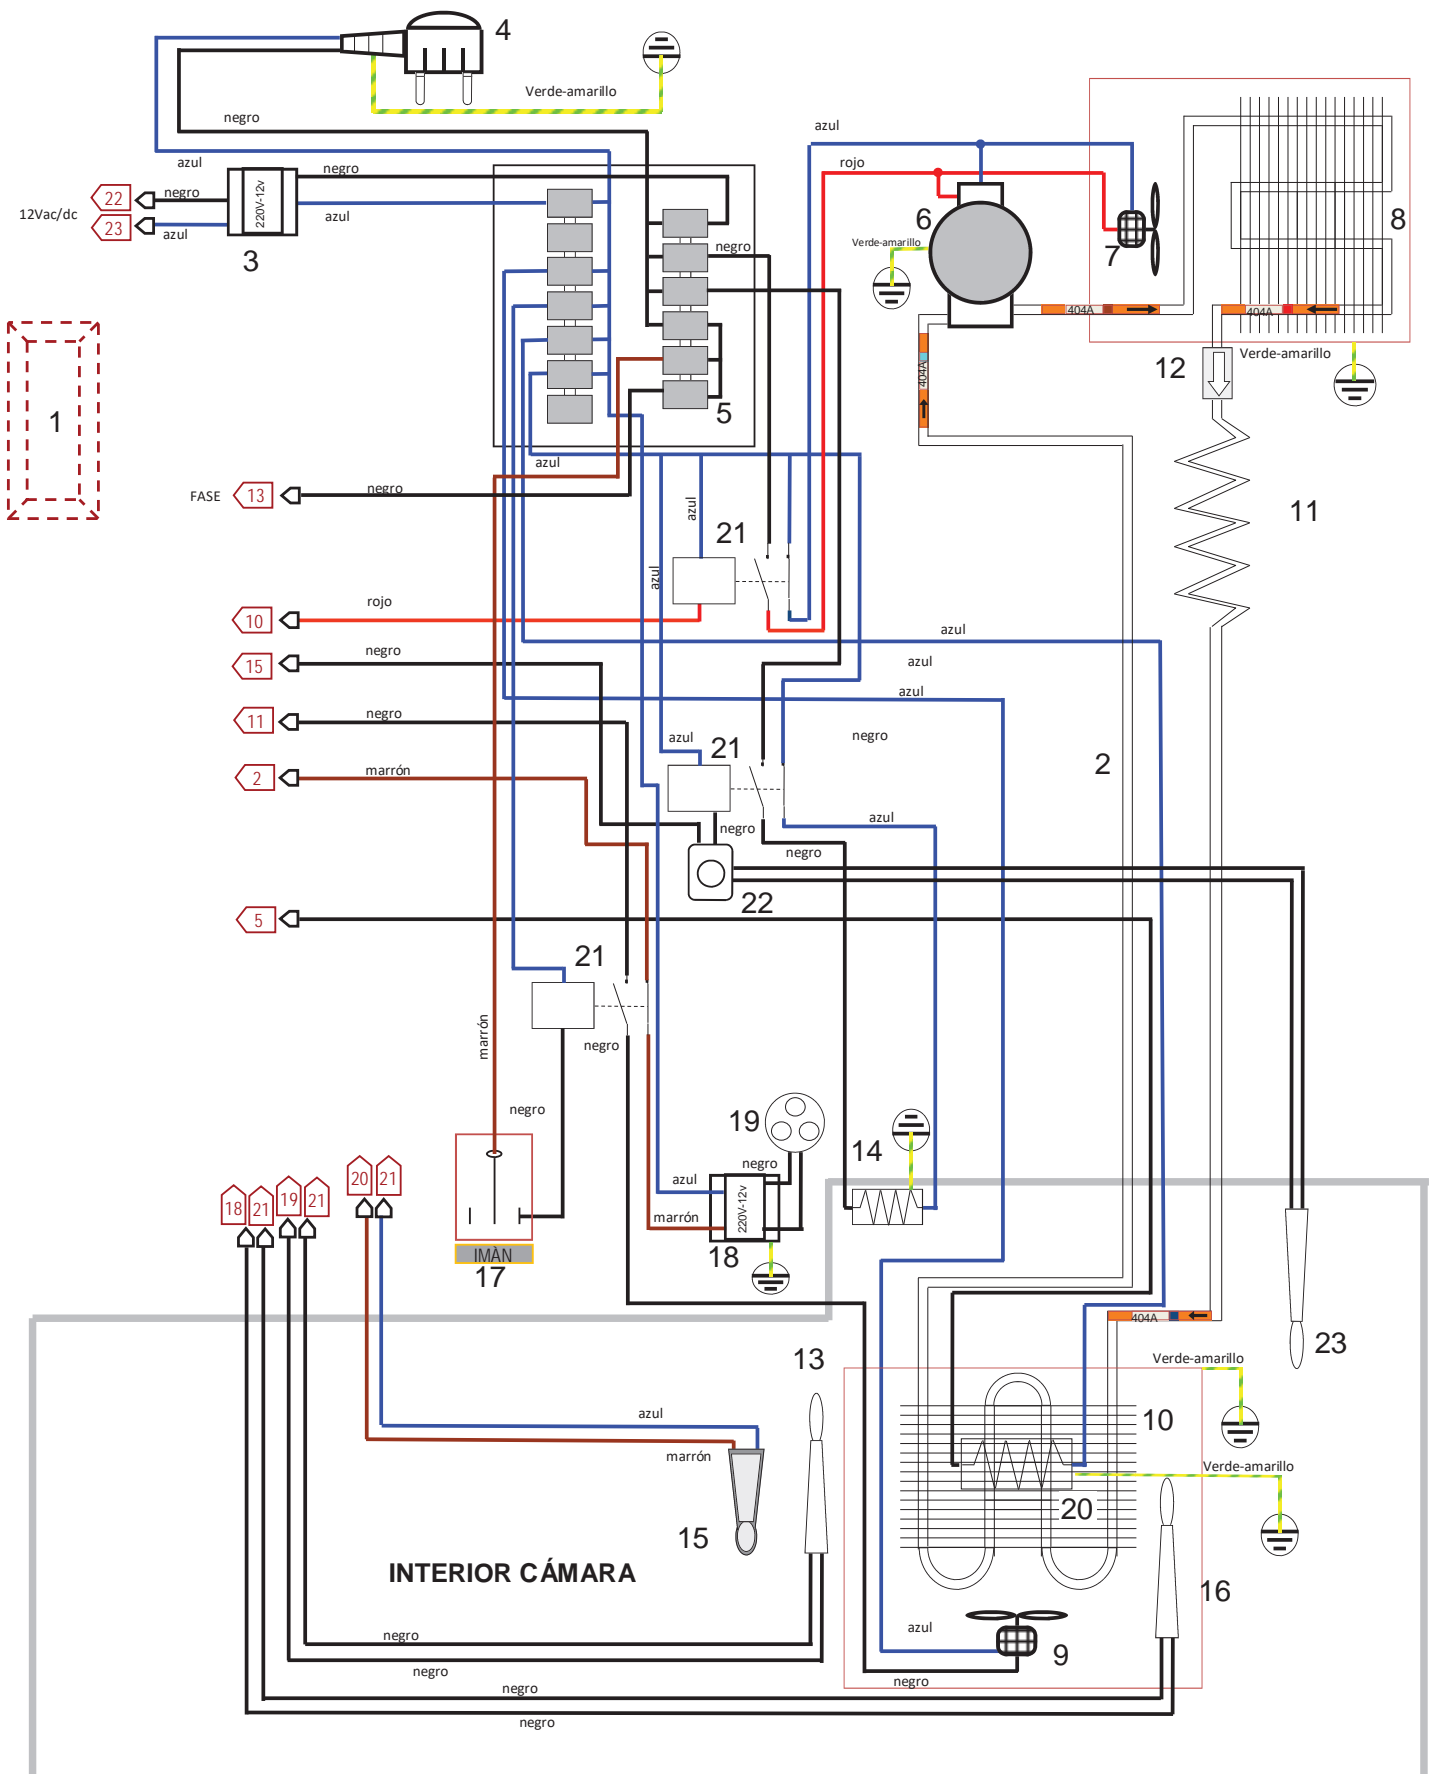 4
Verde-amarillo
negro
azul
azul
rojo
negro
22
negro
220V-12v
azul
12Vac/dc
23
azul
3
6
7
8
negro
Verde-amarillo
404A
404A
12
Verde-amarillo
404A
1
5
azul
FASE
13
negro
azul
21
11
azul
10
rojo
azul
15
negro
azul
azul
11
negro
negro
azul
21
2
2
marrón
azul
negro
negro
22
5
21
marrón
negro
negro
19
14
negro
20
21
18
21
19
21
azul
220V-12v
marrón
18
IMÀN
17
404A
13
23
Verde-amarillo
azul
10
marrón
Verde-amarillo
20
15
INTERIOR CÁMARA
16
azul
negro
9
negro
negro
negro
negro